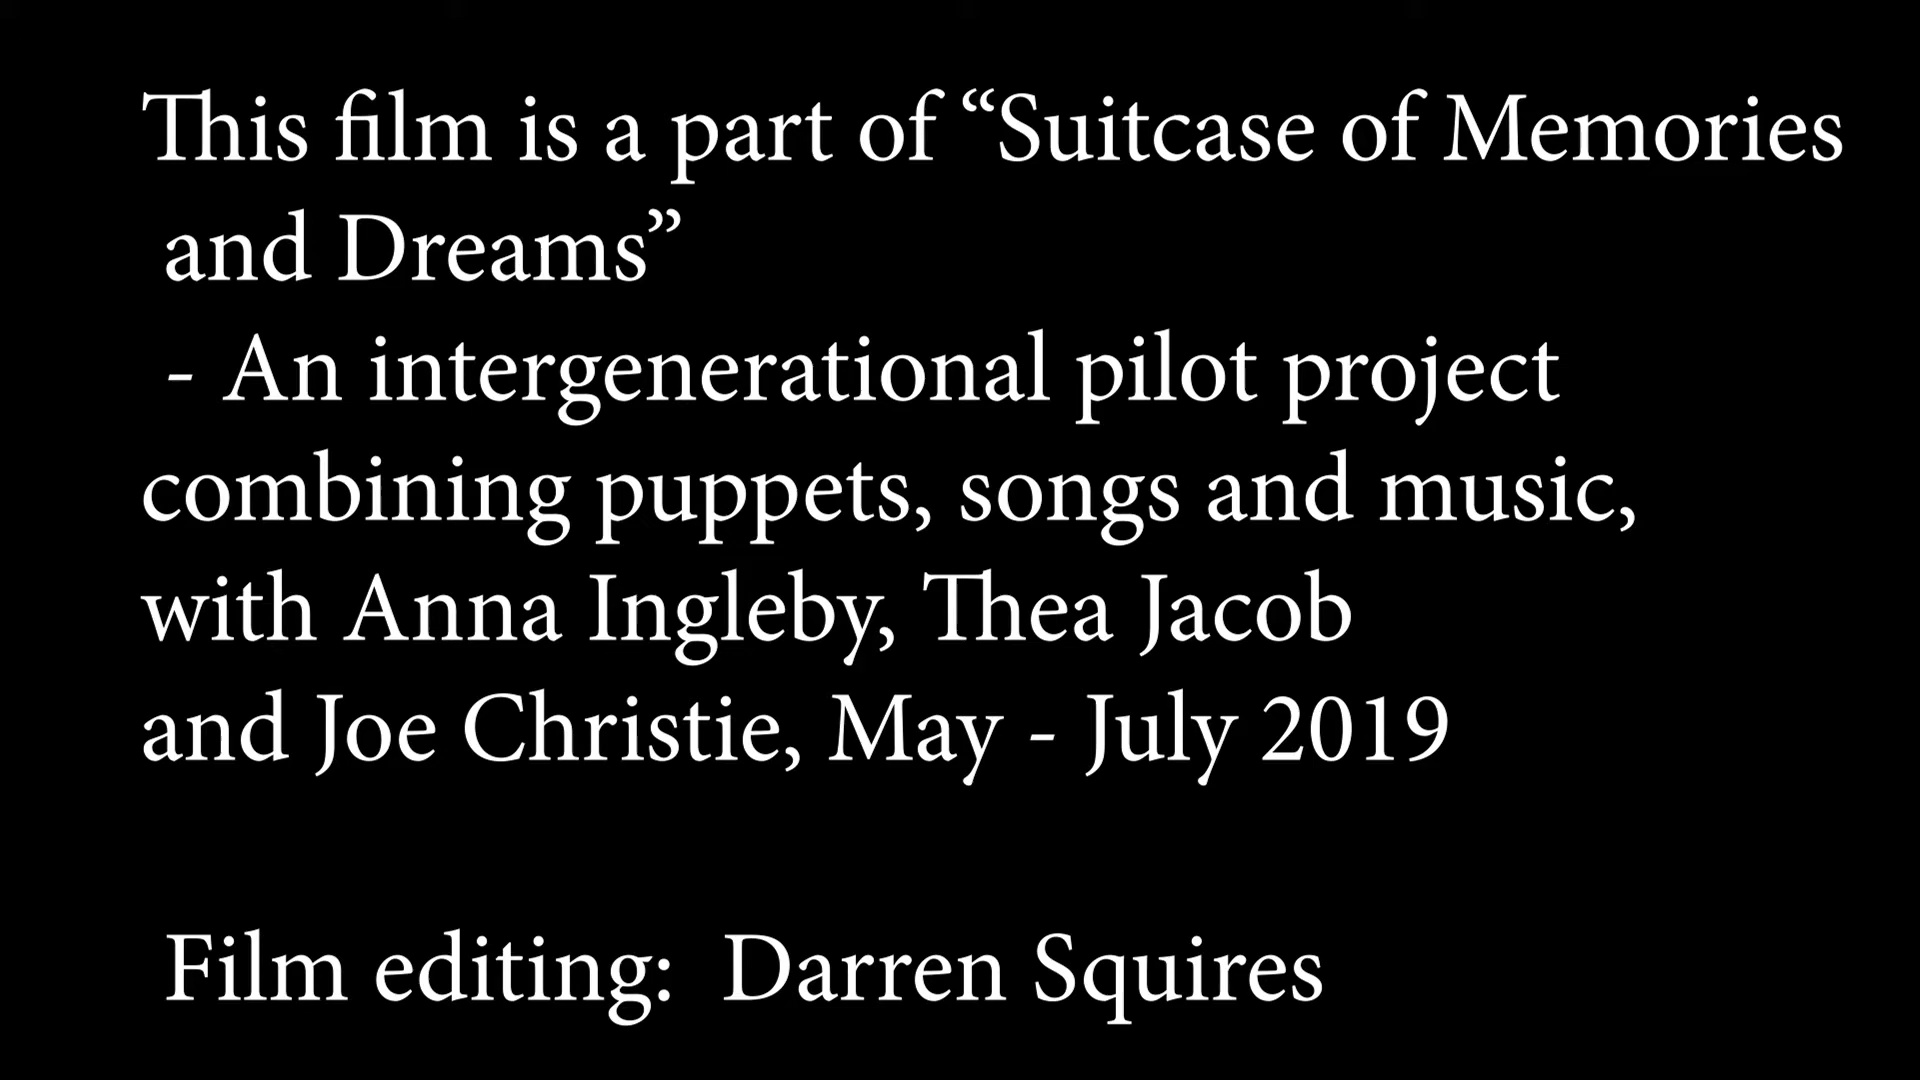 This film is a part of “Suitcase of Memories
and Dreams”
- An intergenerational pilot project
combining puppets, songs and music,
with Anna Ingleby, Thea Jacob
and Joe Christie, May - July 2019
Film editing:  Darren Squires